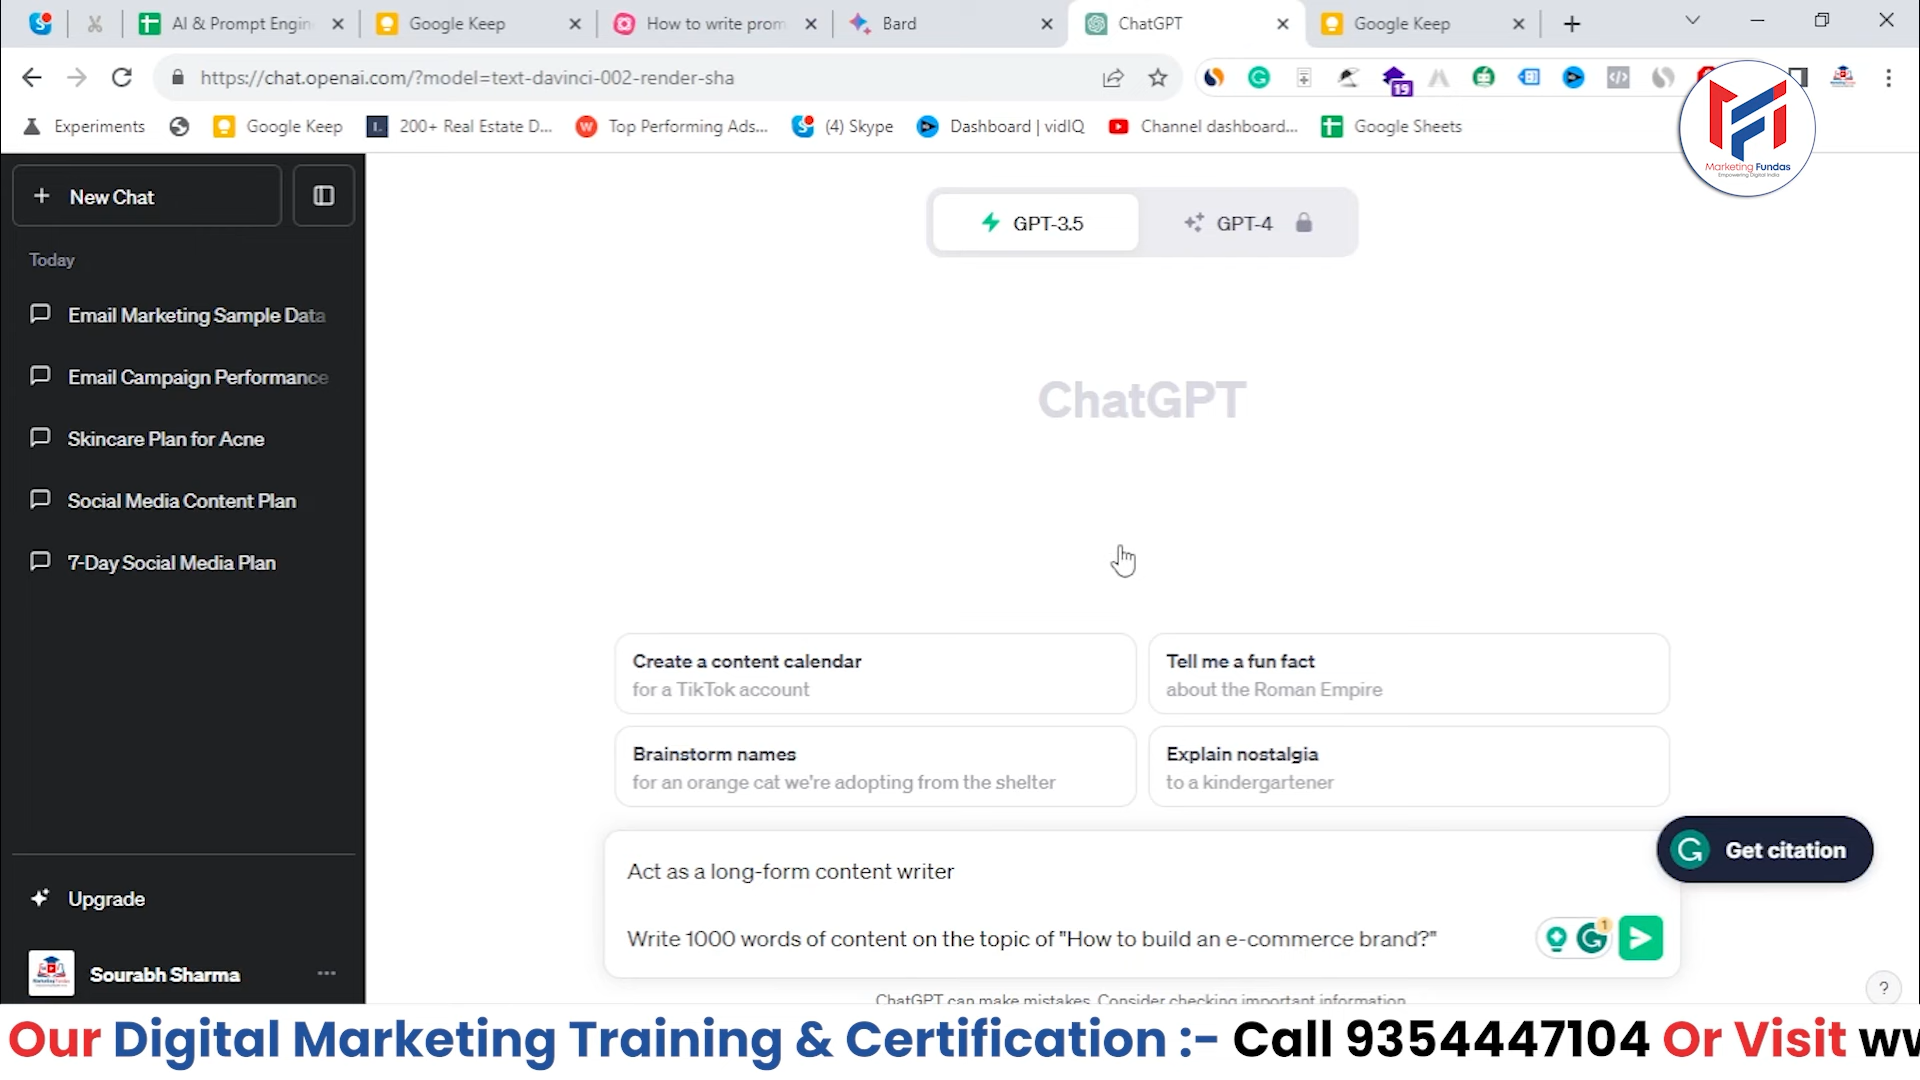 AI & Prompt Engin
Google Keep
How to write prom
Bard
ChatGPT
Google Keep
https://chat.openai.com/?model=text-davinci-002-render-sha
19
Experiments
Google Keep
200+ Real Estate D...
Top Performing Ads...
(4) Skype
Dashboard | vidIQ
Channel dashboard...
Google Sheets
Marketing Fundas
Empowering Digital India
New Chat
GPT-3.5
GPT-4
Today
Email Marketing Sample Data
Email Campaign Performance
Skincare Plan for Acne
Social Media Content Plan
7-Day Social Media Plan
ChatGPT
Create a content calendar
for a TikTok account
Tell me a fun fact
about the Roman Empire
Brainstorm names
for an orange cat we're adopting from the shelter
Explain nostalgia
to a kindergartener
Get citation
Act as a long-form content writer
Write 1000 words of content on the topic of "How to build an e-commerce brand?"
1
Upgrade
Sourabh Sharma
ChatGPT can make mistakes. Consider checking important information.
?
Our Digital Marketing Training & Certification :- Call 9354447104 Or Visit